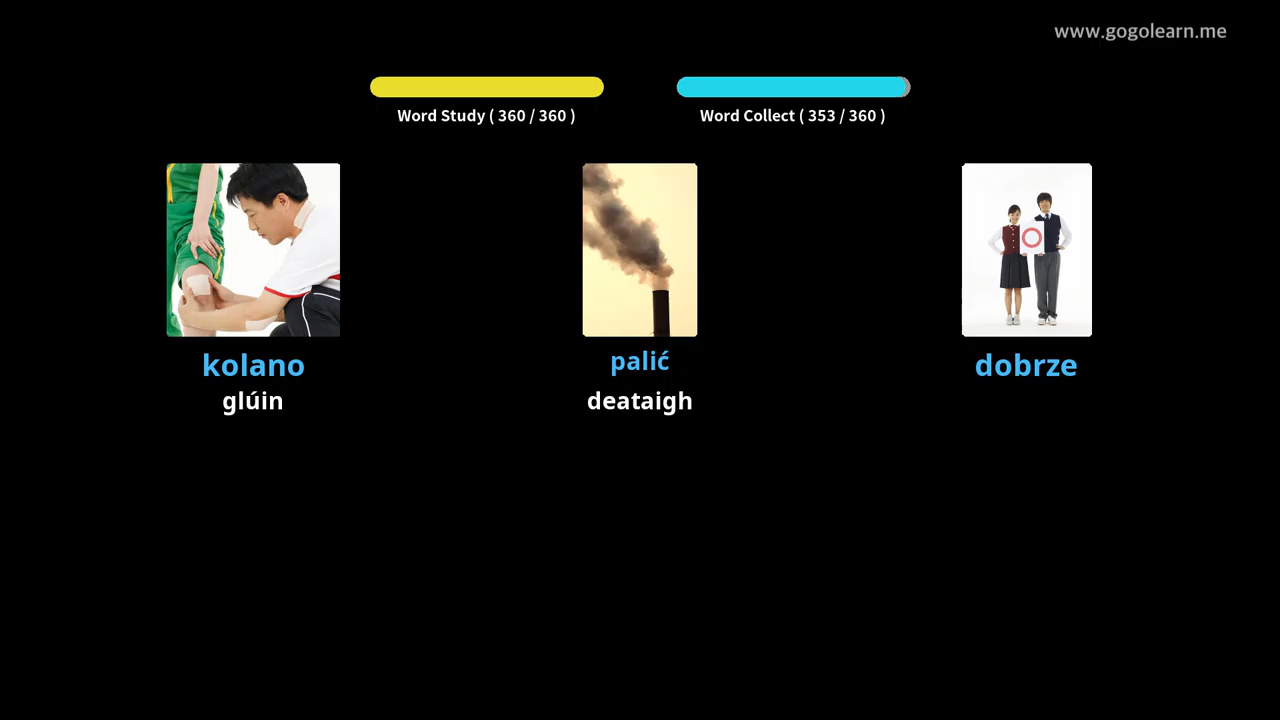 www.gogolearn.me
Word Study ( 360 / 360 )
Word Collect ( 353 / 360 )
kolano
glúin
palić
deataigh
dobrze